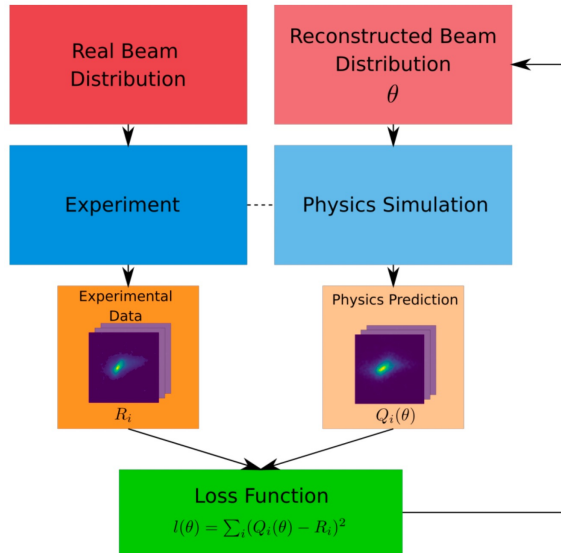 Real Beam
Distribution
Reconstructed Beam
Distribution
θ
Experiment
Physics Simulation
Experimental
Data
R_i
Physics Prediction
Q_i(θ)
Loss Function
l(θ) = ∑_i(Q_i(θ) − R_i)^2